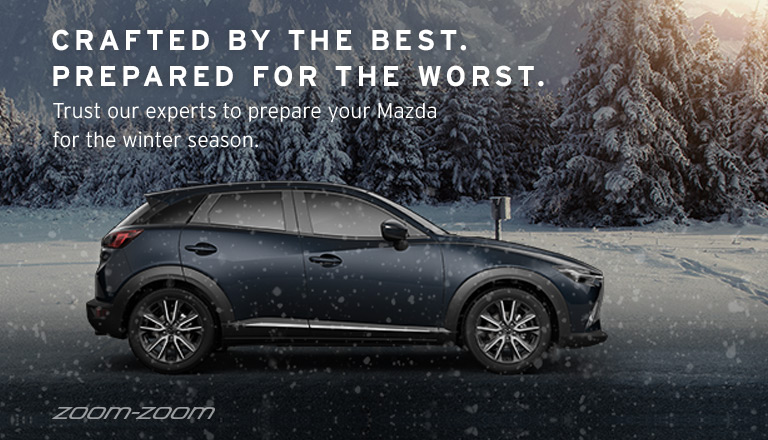 CRAFTED BY THE BEST.
PREPARED FOR THE WORST.
Trust our experts to prepare your Mazda
for the winter season.
zoom-zoom